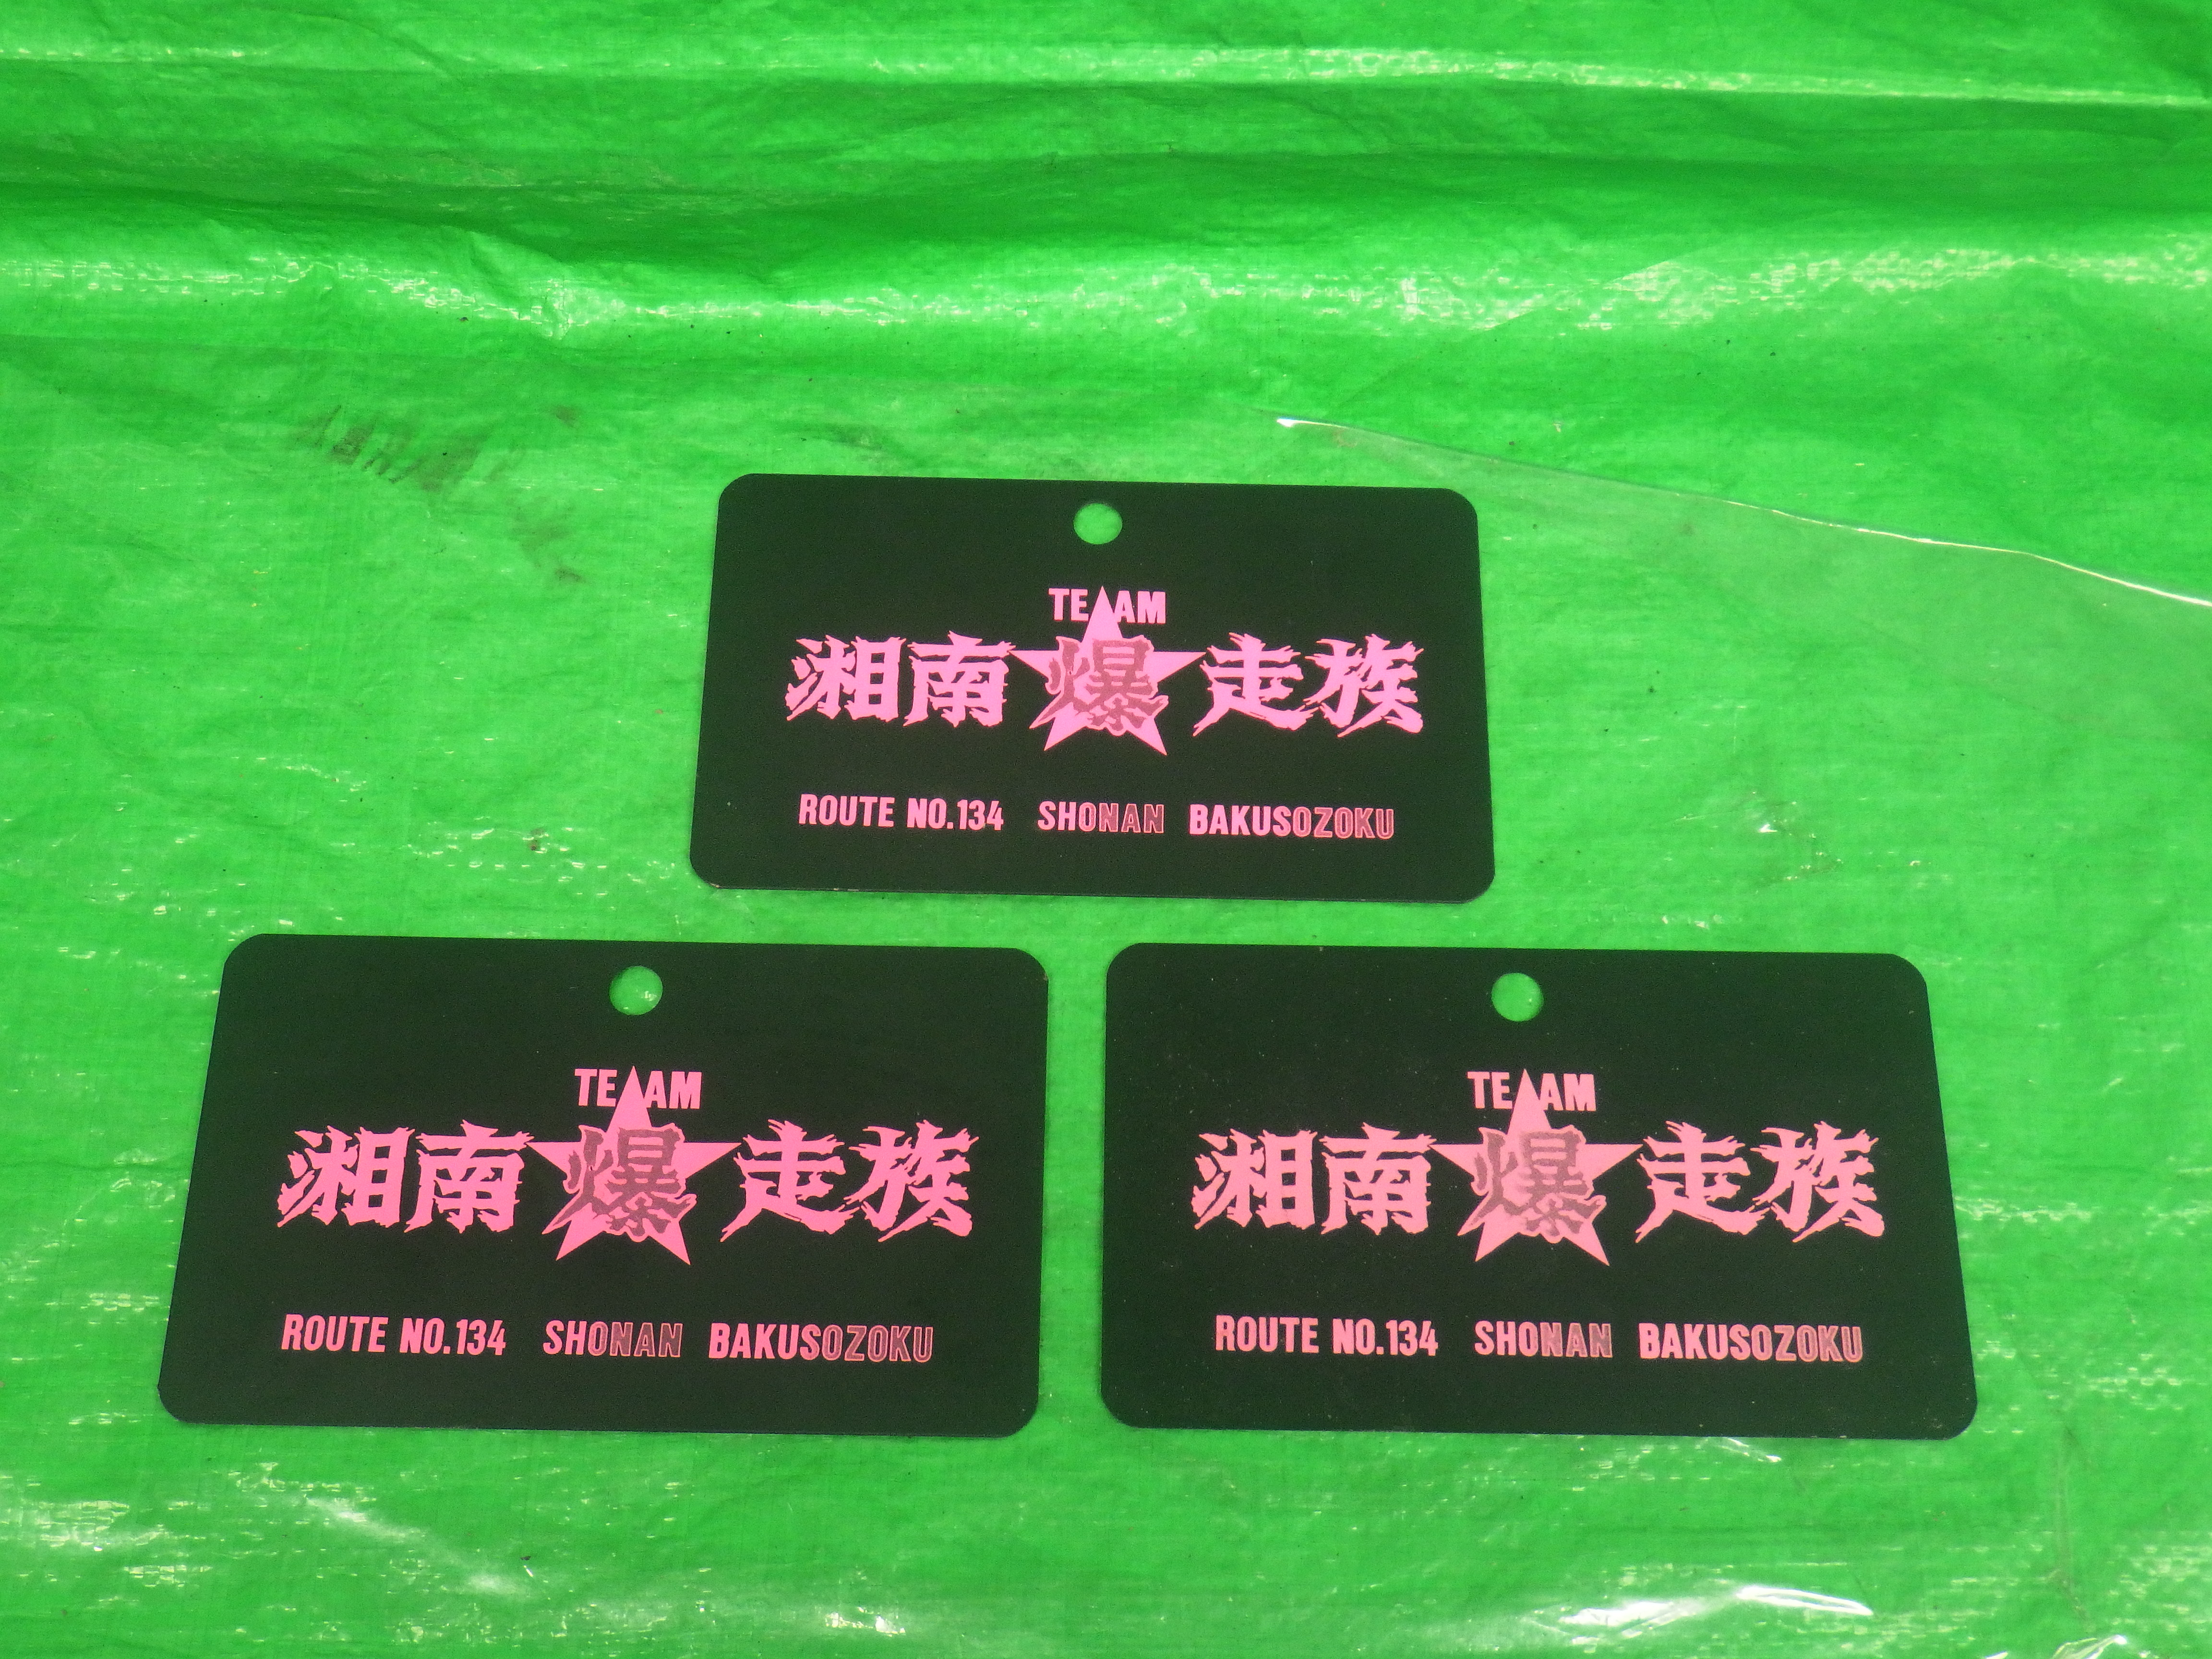 TEAM
湘南爆走族
ROUTE NO.134 SHONAN BAKUSOZOKU
TEAM
湘南爆走族
ROUTE NO.134 SHONAN BAKUSOZOKU
TEAM
湘南爆走族
ROUTE NO.134 SHONAN BAKUSOZOKU